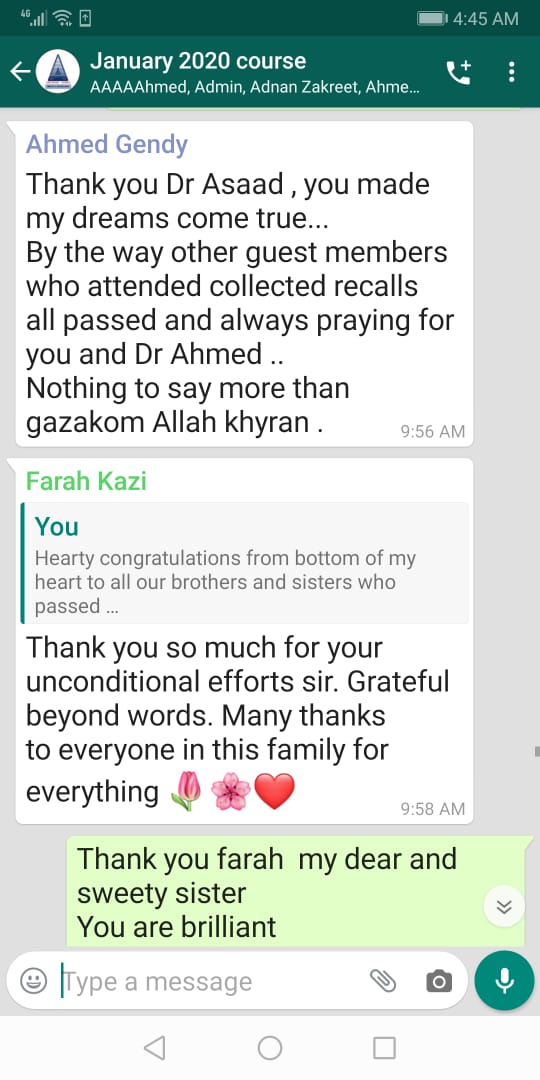 4G
4:45 AM
January 2020 course
AAAAAhmed, Admin, Adnan Zakreet, Ahme...
Ahmed Gendy
Thank you Dr Asaad , you made
my dreams come true...
By the way other guest members
who attended collected recalls
all passed and always praying for
you and Dr Ahmed ..
Nothing to say more than
gazakom Allah khyran .
9:56 AM
Farah Kazi
You
Hearty congratulations from bottom of my
heart to all our brothers and sisters who
passed ...
Thank you so much for your
unconditional efforts sir. Grateful
beyond words. Many thanks
to everyone in this family for
everything 🌷🌸❤️
9:58 AM
Thank you farah  my dear and
sweety sister
You are brilliant
Type a message